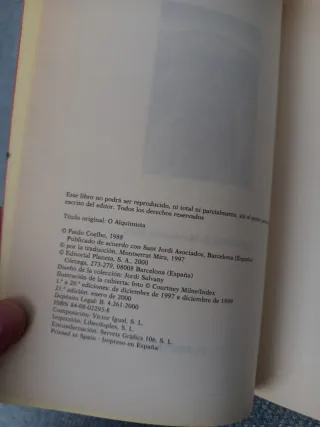 Este libro no podrá ser reproducido, ni total ni parcialmente, sin el previo permiso
escrito del editor. Todos los derechos reservados
Título original: O Alquimista
© Paulo Coelho, 1988
Publicado de acuerdo con Sant Jordi Asociados, Barcelona (España)
© por la traducción, Montserrat Mira, 1997
© Editorial Planeta, S. A., 2000
Córcega, 273-279, 08008 Barcelona (España)
Diseño de la colección: Jordi Salvany
Ilustración de la cubierta: foto © Courtney Milne/Index
1.ª a 20.ª ediciones: de diciembre de 1997 a diciembre de 1999
21.ª edición: enero de 2000
Depósito Legal: B. 4.261-2000
ISBN 84-08-02295-8
Composición: Víctor Igual, S. L.
Impresión: Liberduplex, S. L.
Encuadernación: Serveis Gràfics 106, S. L.
Printed in Spain - Impreso en España